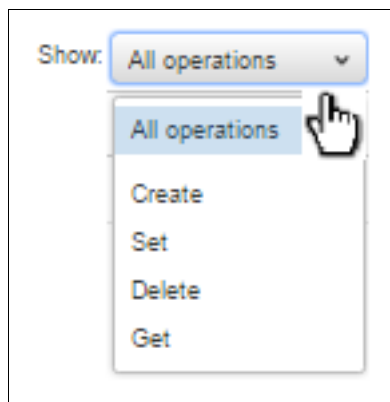 Show: All operations
All operations
Create
Set
Delete
Get